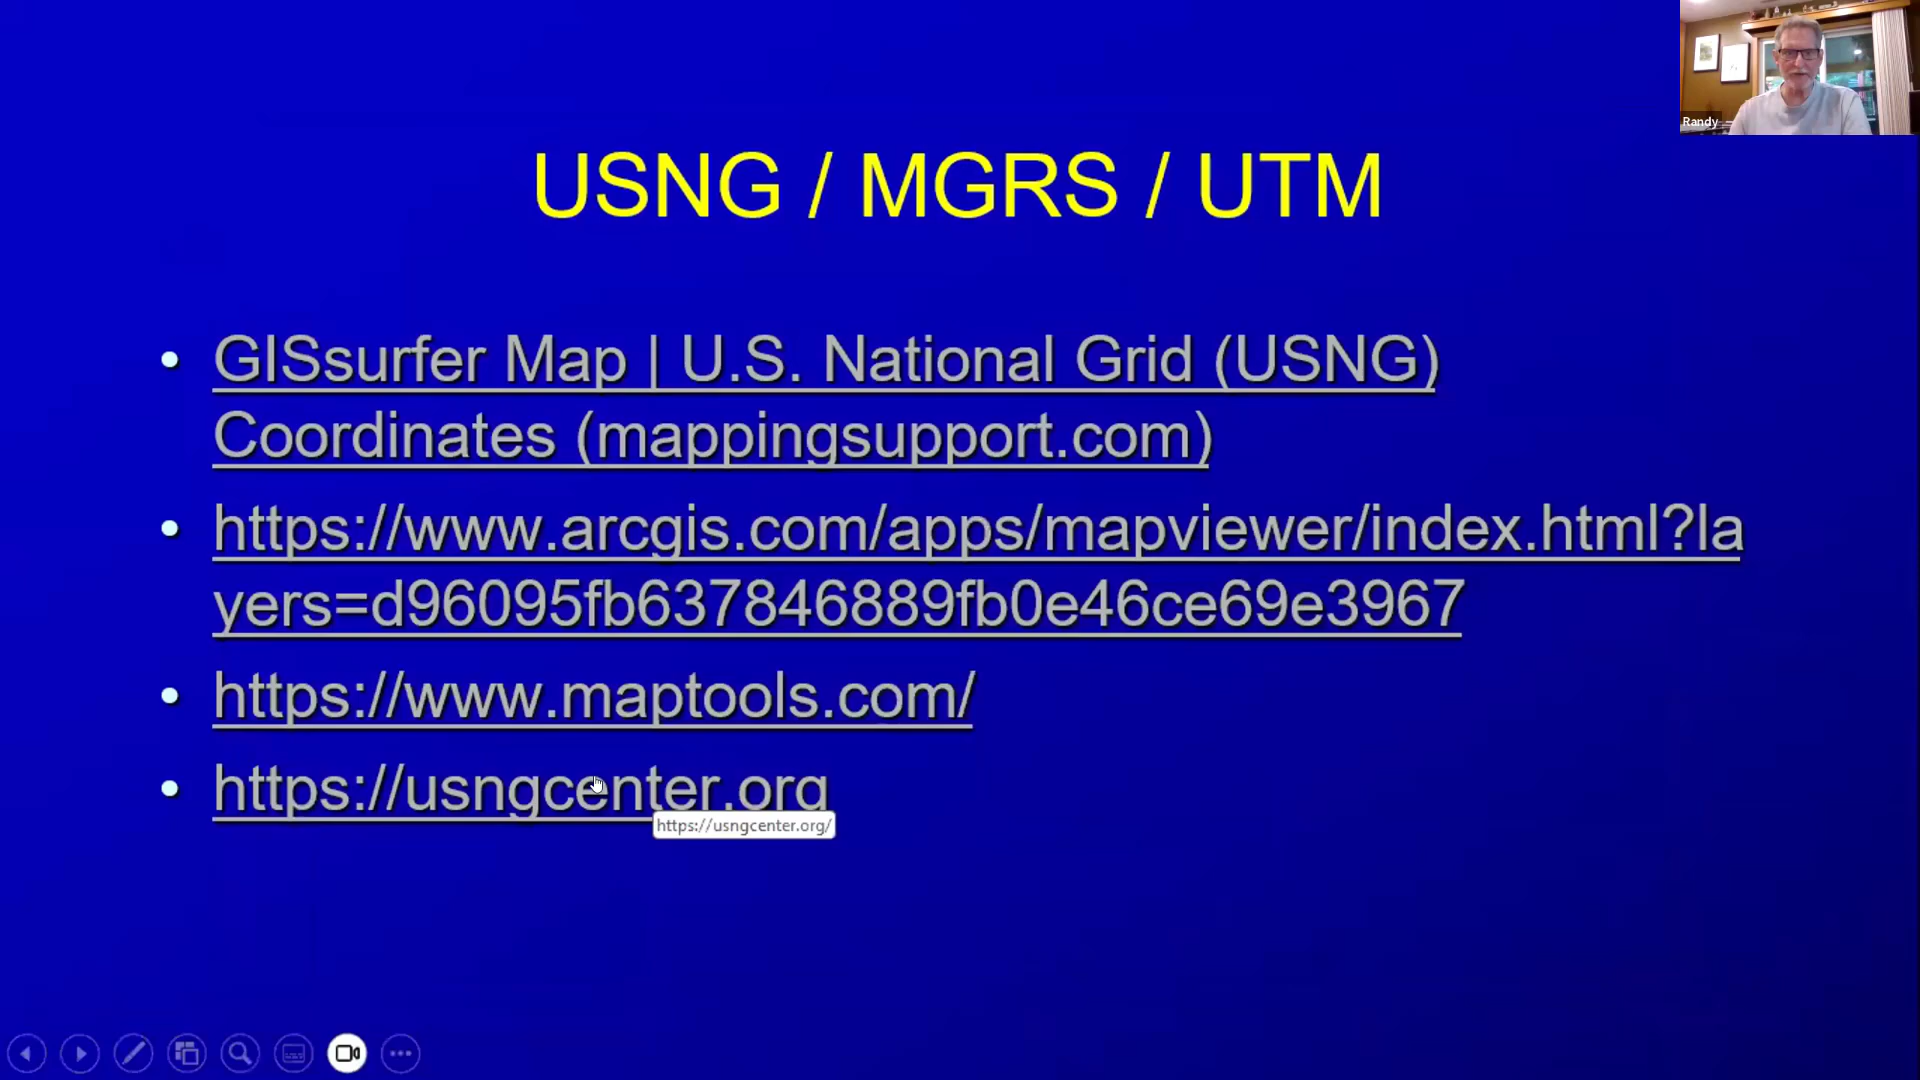 Randy
USNG / MGRS / UTM
GISsurfer Map | U.S. National Grid (USNG)
Coordinates (mappingsupport.com)
https://www.arcgis.com/apps/mapviewer/index.html?la
yers=d96095fb637846889fb0e46ce69e3967
https://www.maptools.com/
https://usngcenter.org
https://usngcenter.org/